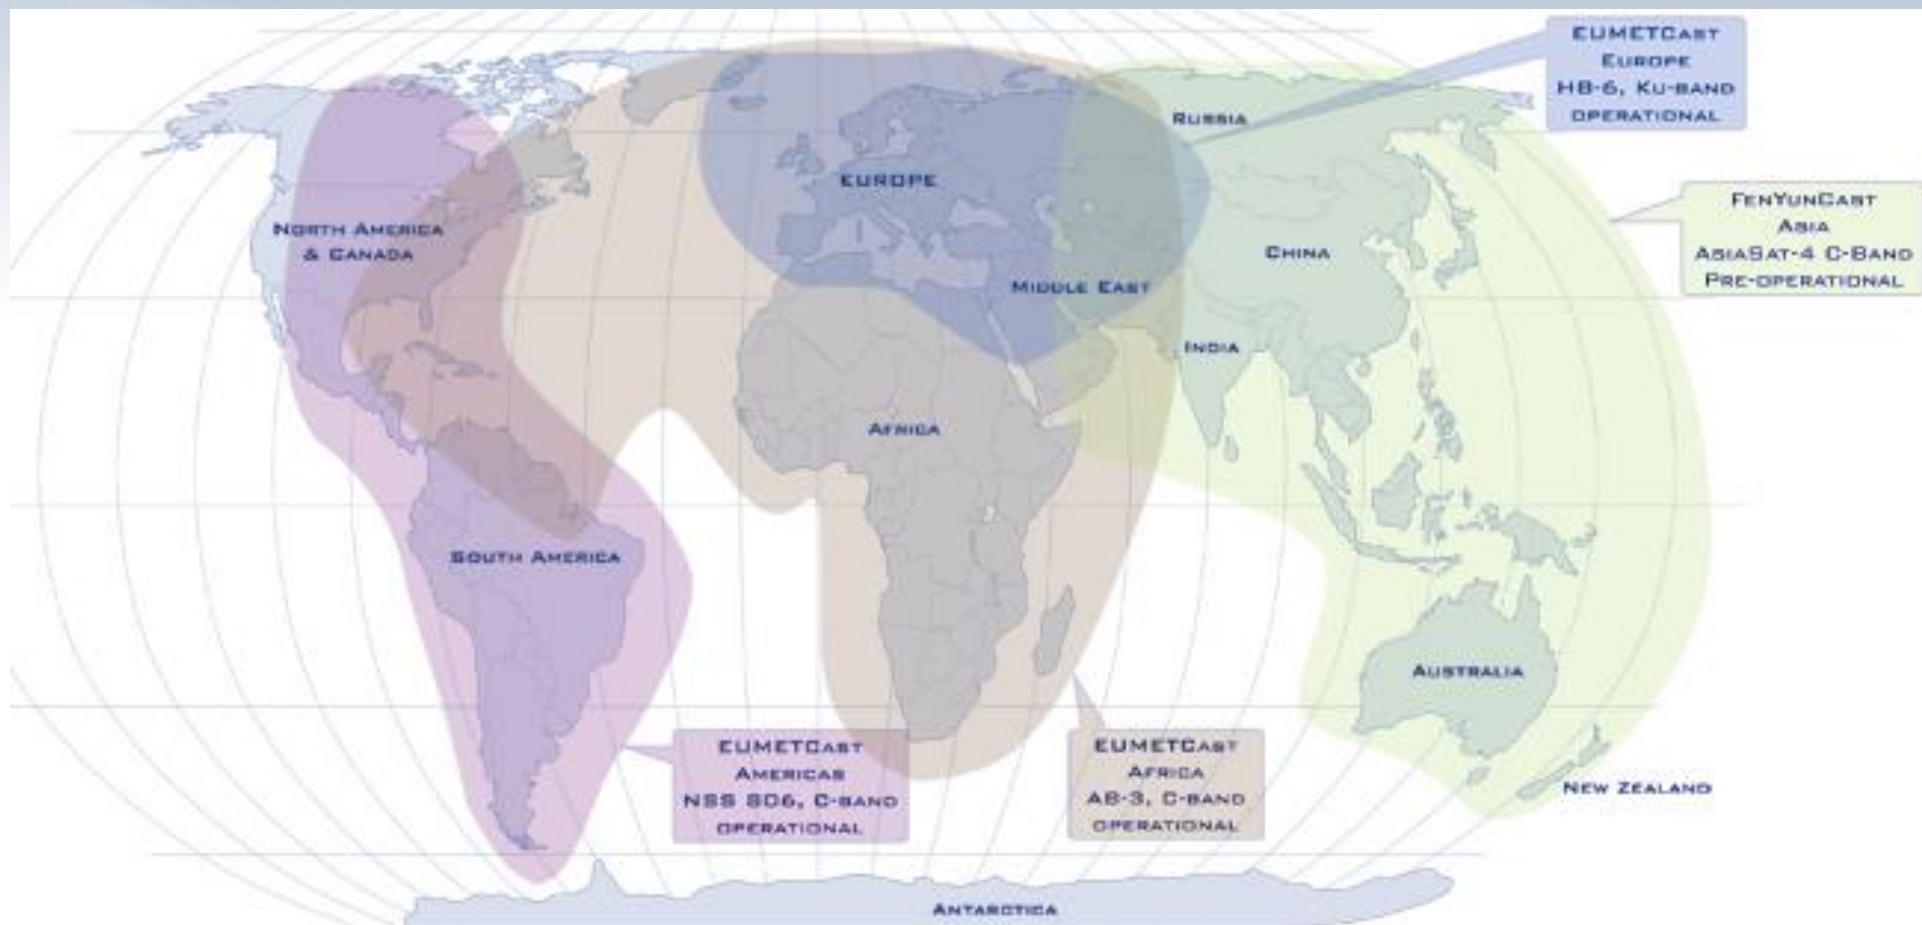 EUMETCast
Europe
HB-6, Ku-band
operational
Russia
Europe
FenYunCast
Asia
AsiaSat-4 C-Band
Pre-operational
North America
& Canada
China
Middle East
India
Africa
South America
Australia
EUMETCast
Americas
NSS 806, C-band
operational
EUMETCast
Africa
AB-3, C-band
operational
New Zealand
Antarctica